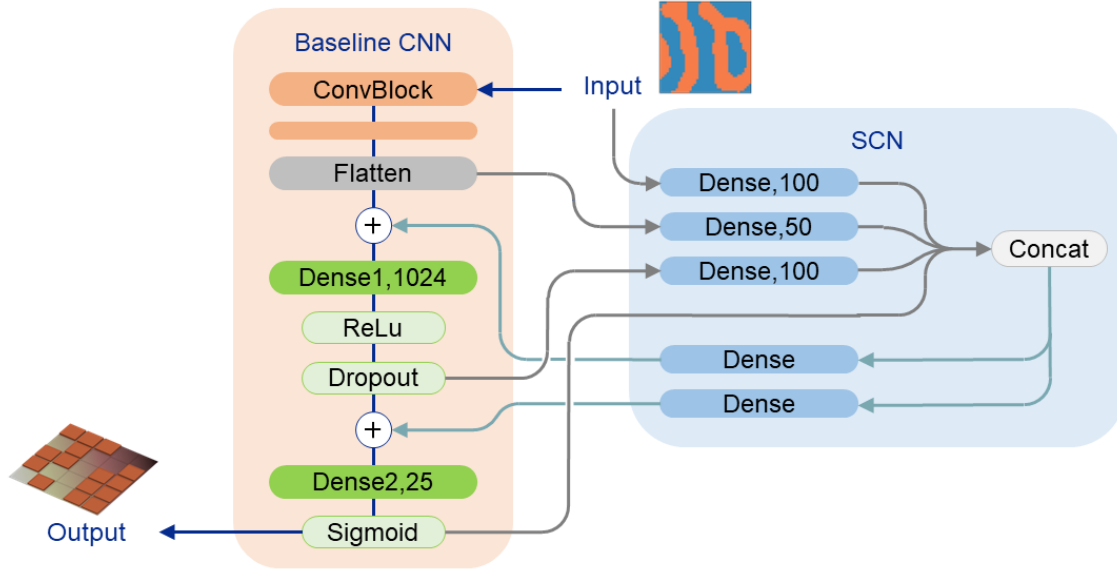 Baseline CNN
ConvBlock
Flatten
+
Dense1,1024
ReLu
Dropout
+
Dense2,25
Sigmoid
Output
Input
SCN
Dense,100
Dense,50
Dense,100
Concat
Dense
Dense